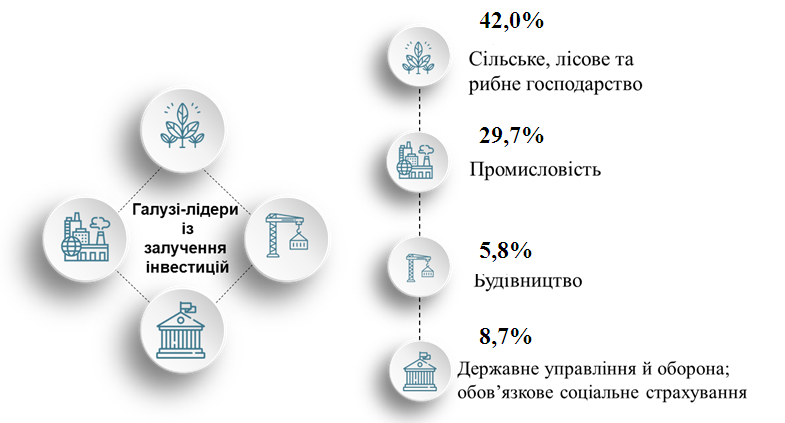 Галузі-лідери
із
залучення
інвестицій
42,0%
Сільське, лісове та
рибне господарство
29,7%
Промисловість
5,8%
Будівництво
8,7%
Державне управління й оборона;
обов’язкове соціальне страхування